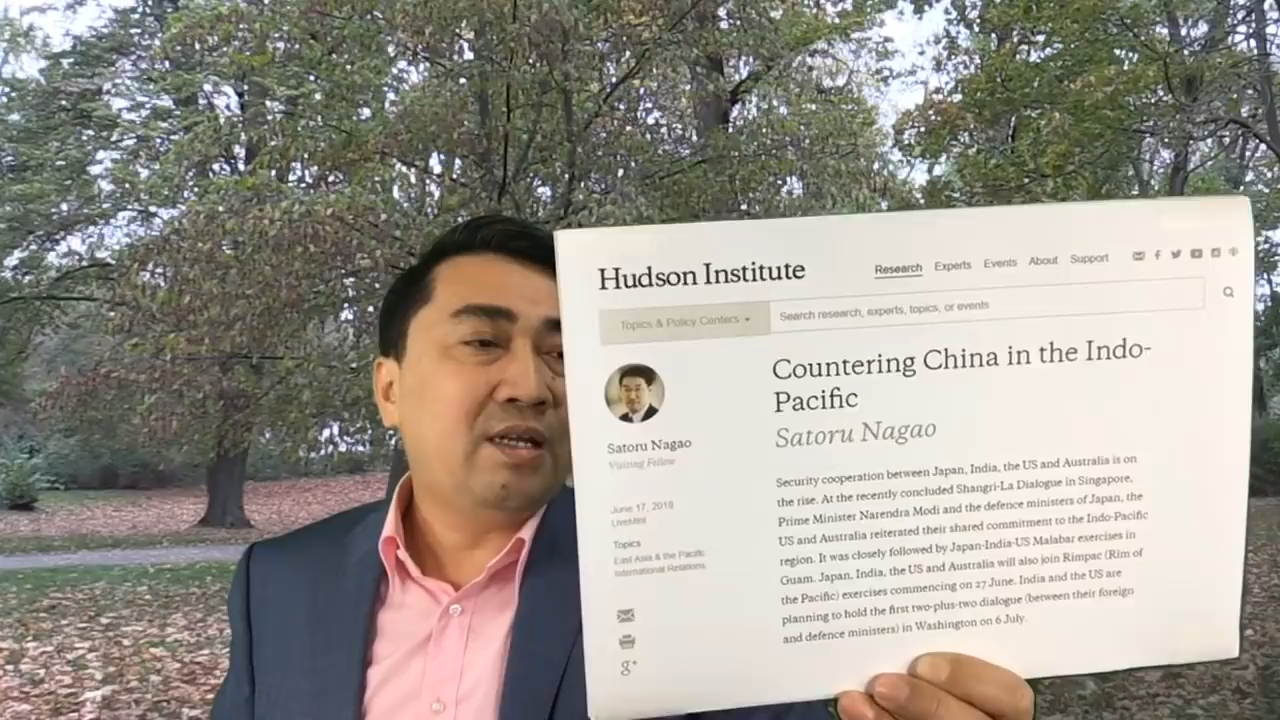 Hudson Institute
Research Experts Events About Support
Topics & Policy Centers
Search research, experts, topics, or events
Countering China in the Indo-
Pacific
Satoru Nagao
Satoru Nagao
Visiting Fellow
June 17, 2018
LiveMint
Topics
East Asia & the Pacific
International Relations
Security cooperation between Japan, India, the US and Australia is on
the rise. At the recently concluded Shangri-La Dialogue in Singapore,
Prime Minister Narendra Modi and the defence ministers of Japan, the
US and Australia reiterated their shared commitment to the Indo-Pacific
region. It was closely followed by Japan-India-US Malabar exercises in
Guam. Japan, India, the US and Australia will also join Rimpac (Rim of
the Pacific) exercises commencing on 27 June. India and the US are
planning to hold the first two-plus-two dialogue (between their foreign
and defence ministers) in Washington on 6 July.
g+